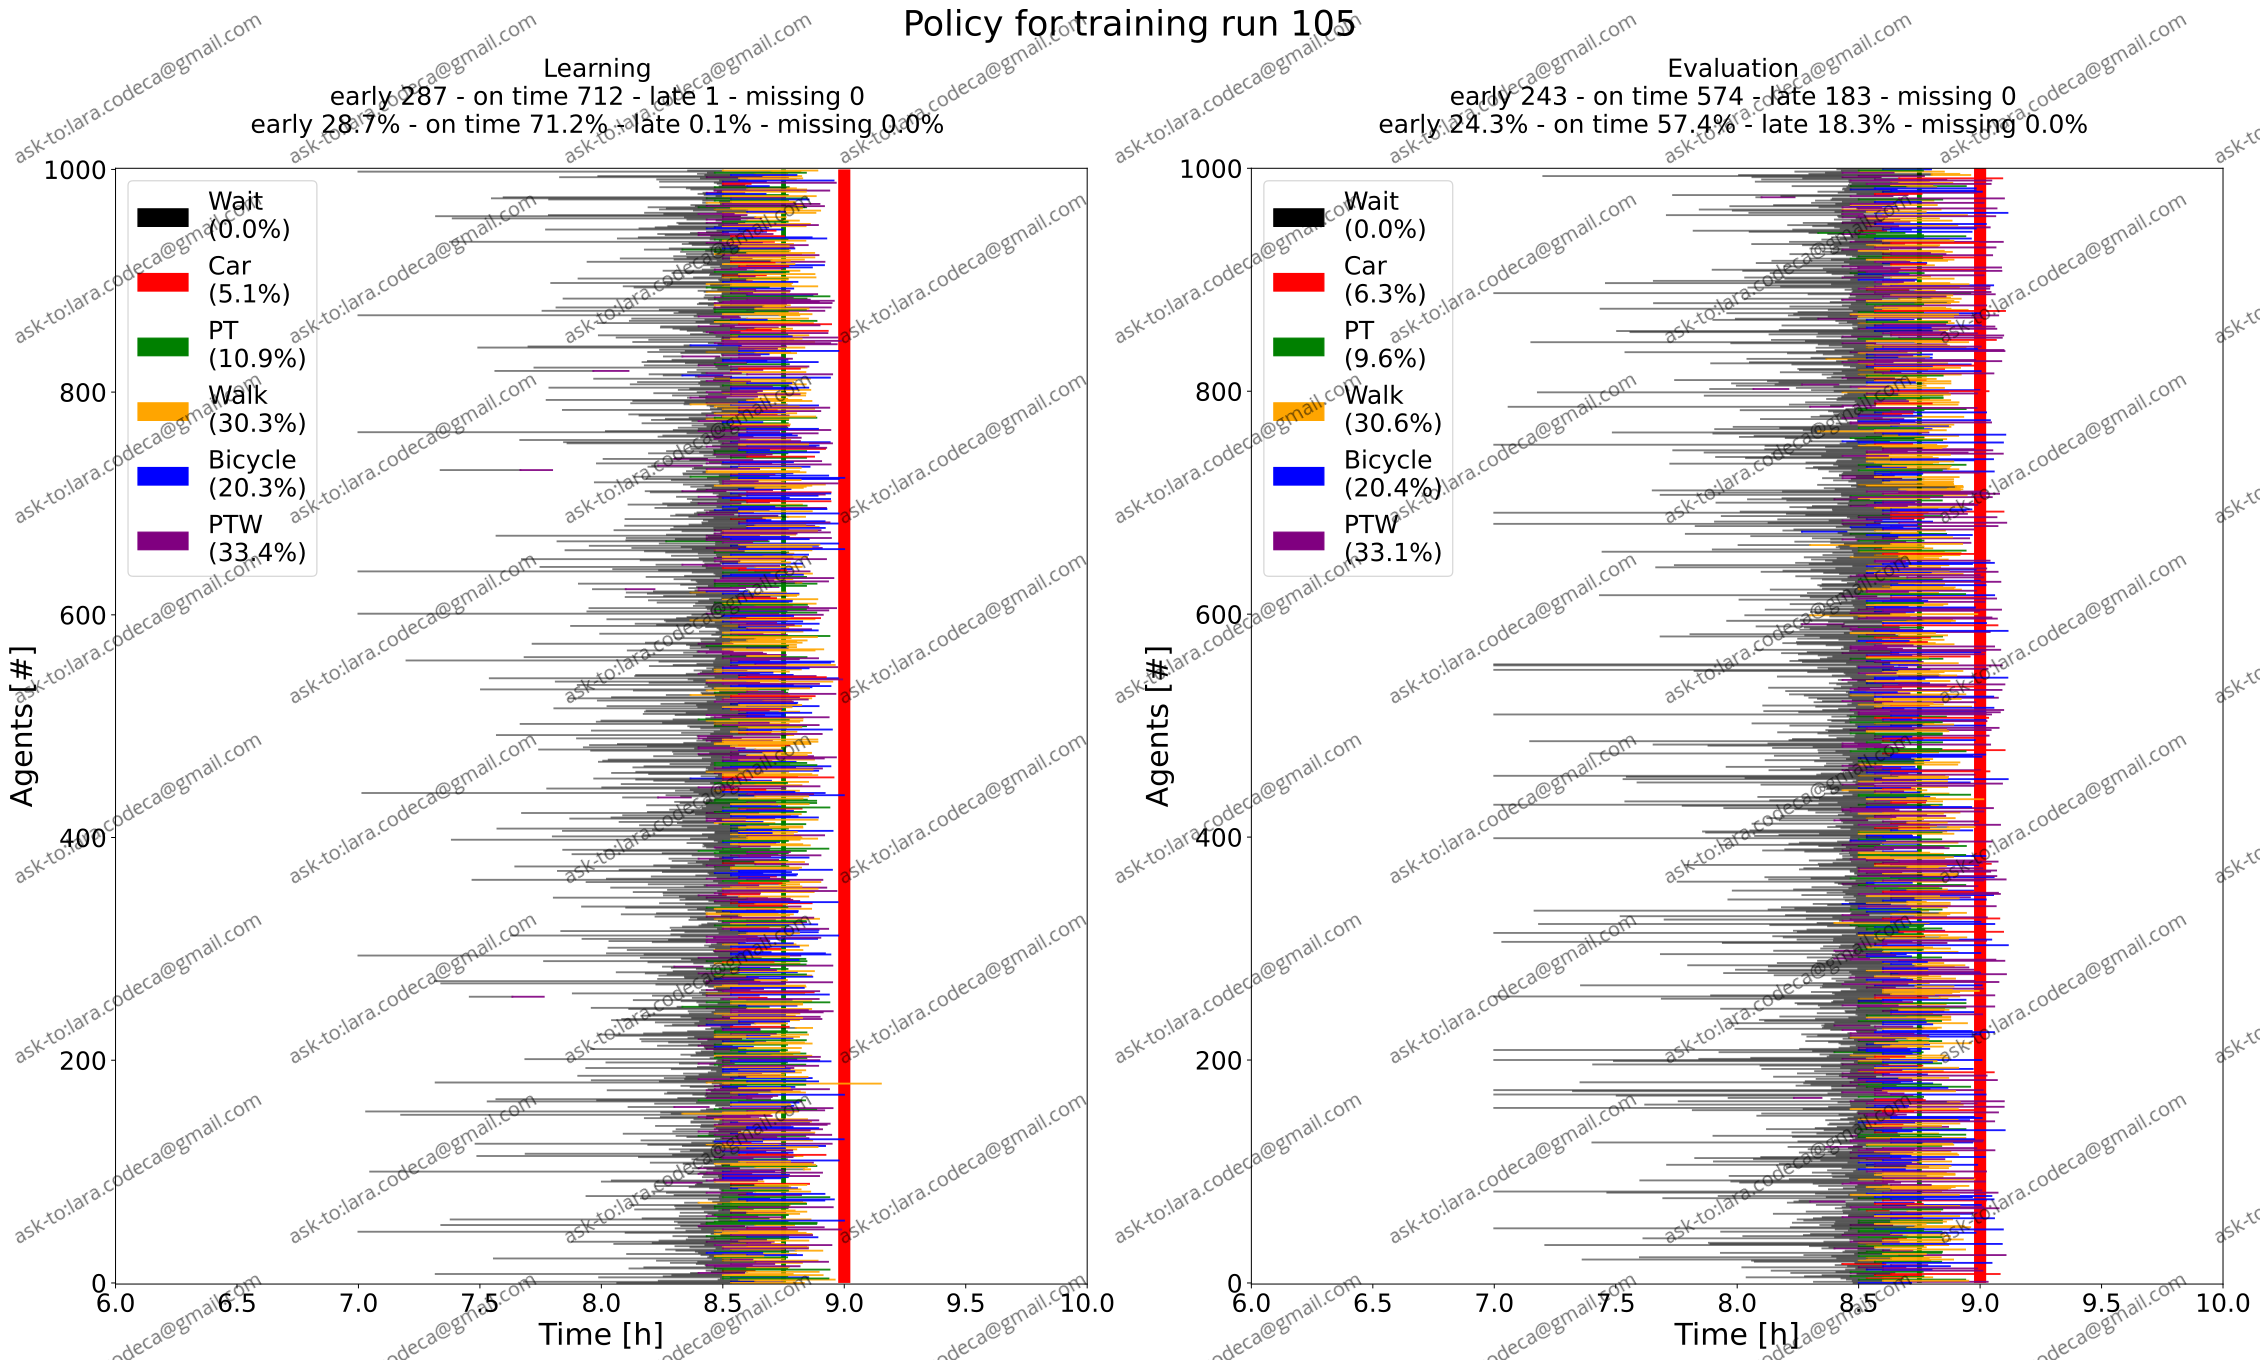 Policy for training run 105
Learning
early 287 - on time 712 - late 1 - missing 0
early 28.7% - on time 71.2% - late 0.1% - missing 0.0%
Evaluation
early 243 - on time 574 - late 183 - missing 0
early 24.3% - on time 57.4% - late 18.3% - missing 0.0%
Wait
(0.0%)
Car
(5.1%)
PT
(10.9%)
Walk
(30.3%)
Bicycle
(20.3%)
PTW
(33.4%)
1000
800
600
400
200
0
Agents [#]
6.0 6.5 7.0 7.5 8.0 8.5 9.0 9.5 10.0
Time [h]
Wait
(0.0%)
Car
(6.3%)
PT
(9.6%)
Walk
(30.6%)
Bicycle
(20.4%)
PTW
(33.1%)
1000
800
600
400
200
0
Agents [#]
6.0 6.5 7.0 7.5 8.0 8.5 9.0 9.5 10.0
Time [h]
ask-to:lara.codeca@gmail.com